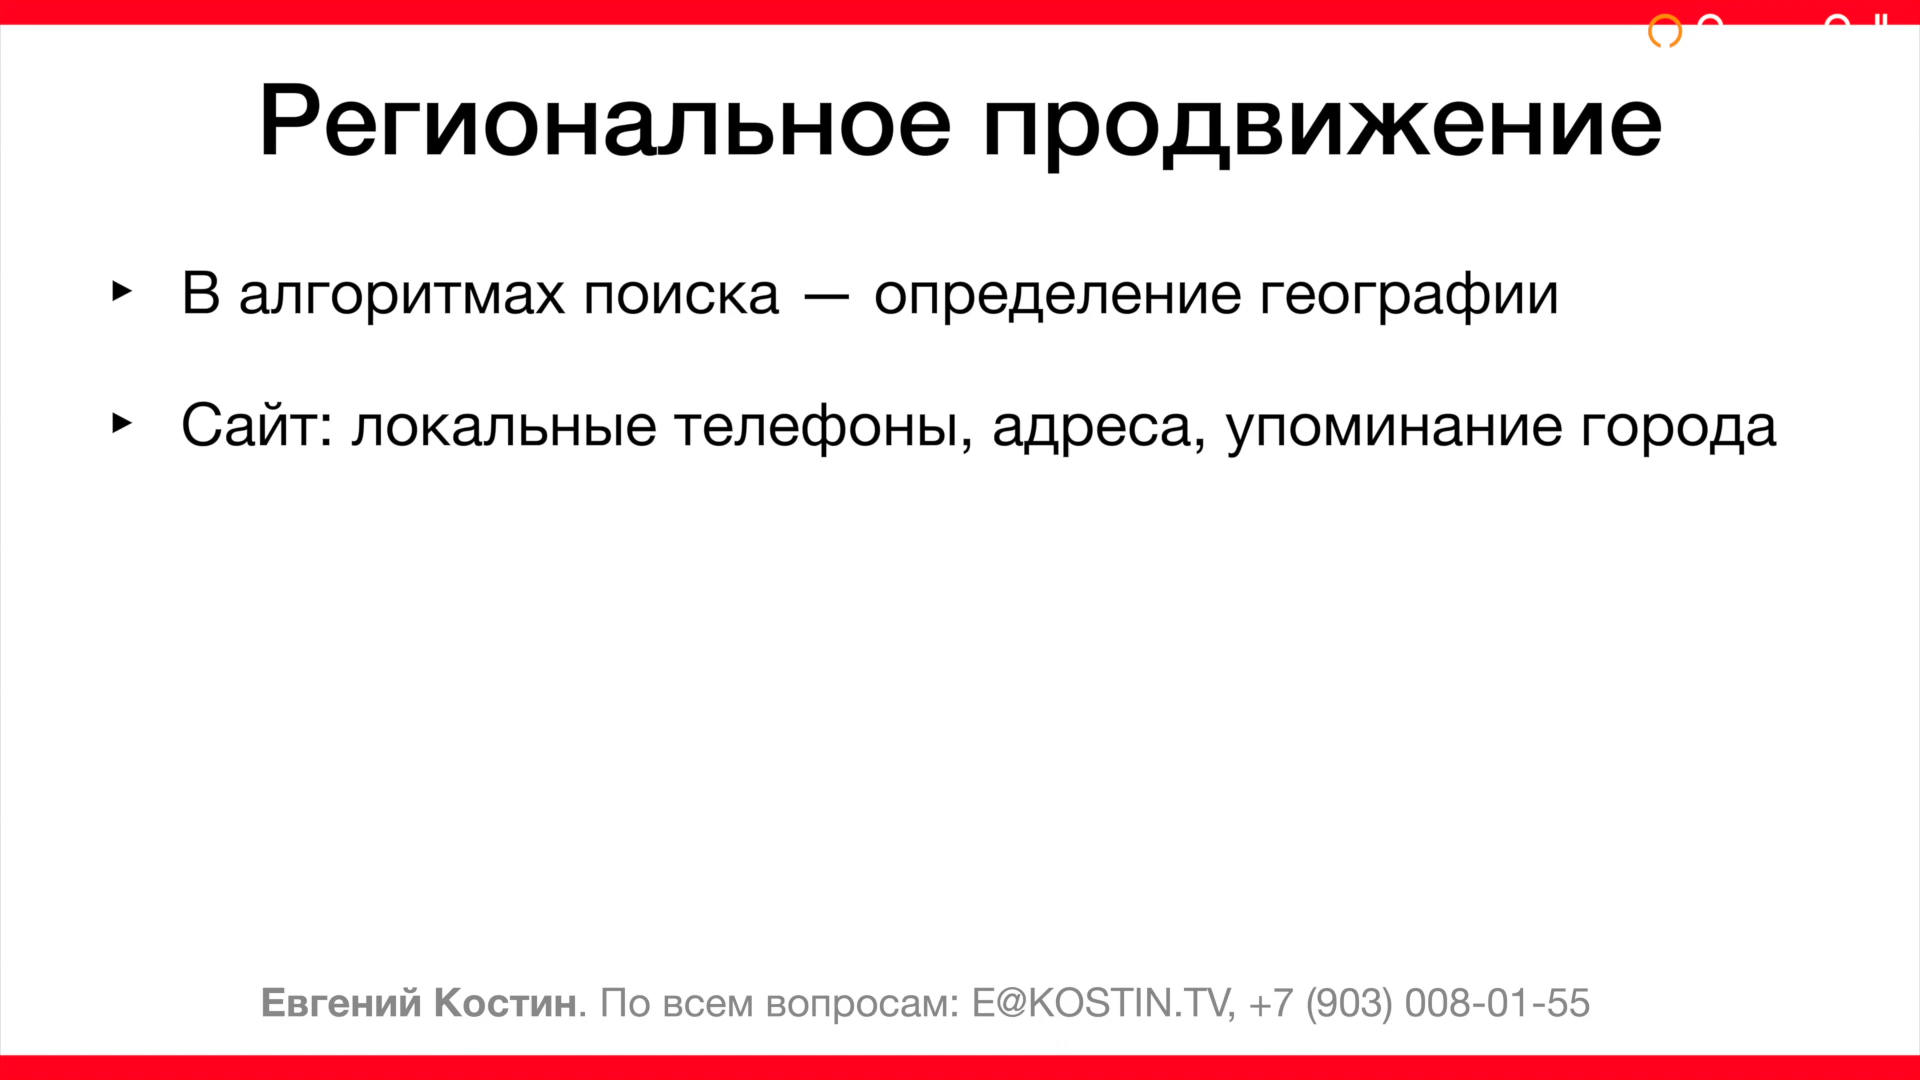 Региональное продвижение
‣ В алгоритмах поиска — определение географии
‣ Сайт: локальные телефоны, адреса, упоминание города
Евгений Костин. По всем вопросам: E@KOSTIN.TV, +7 (903) 008-01-55